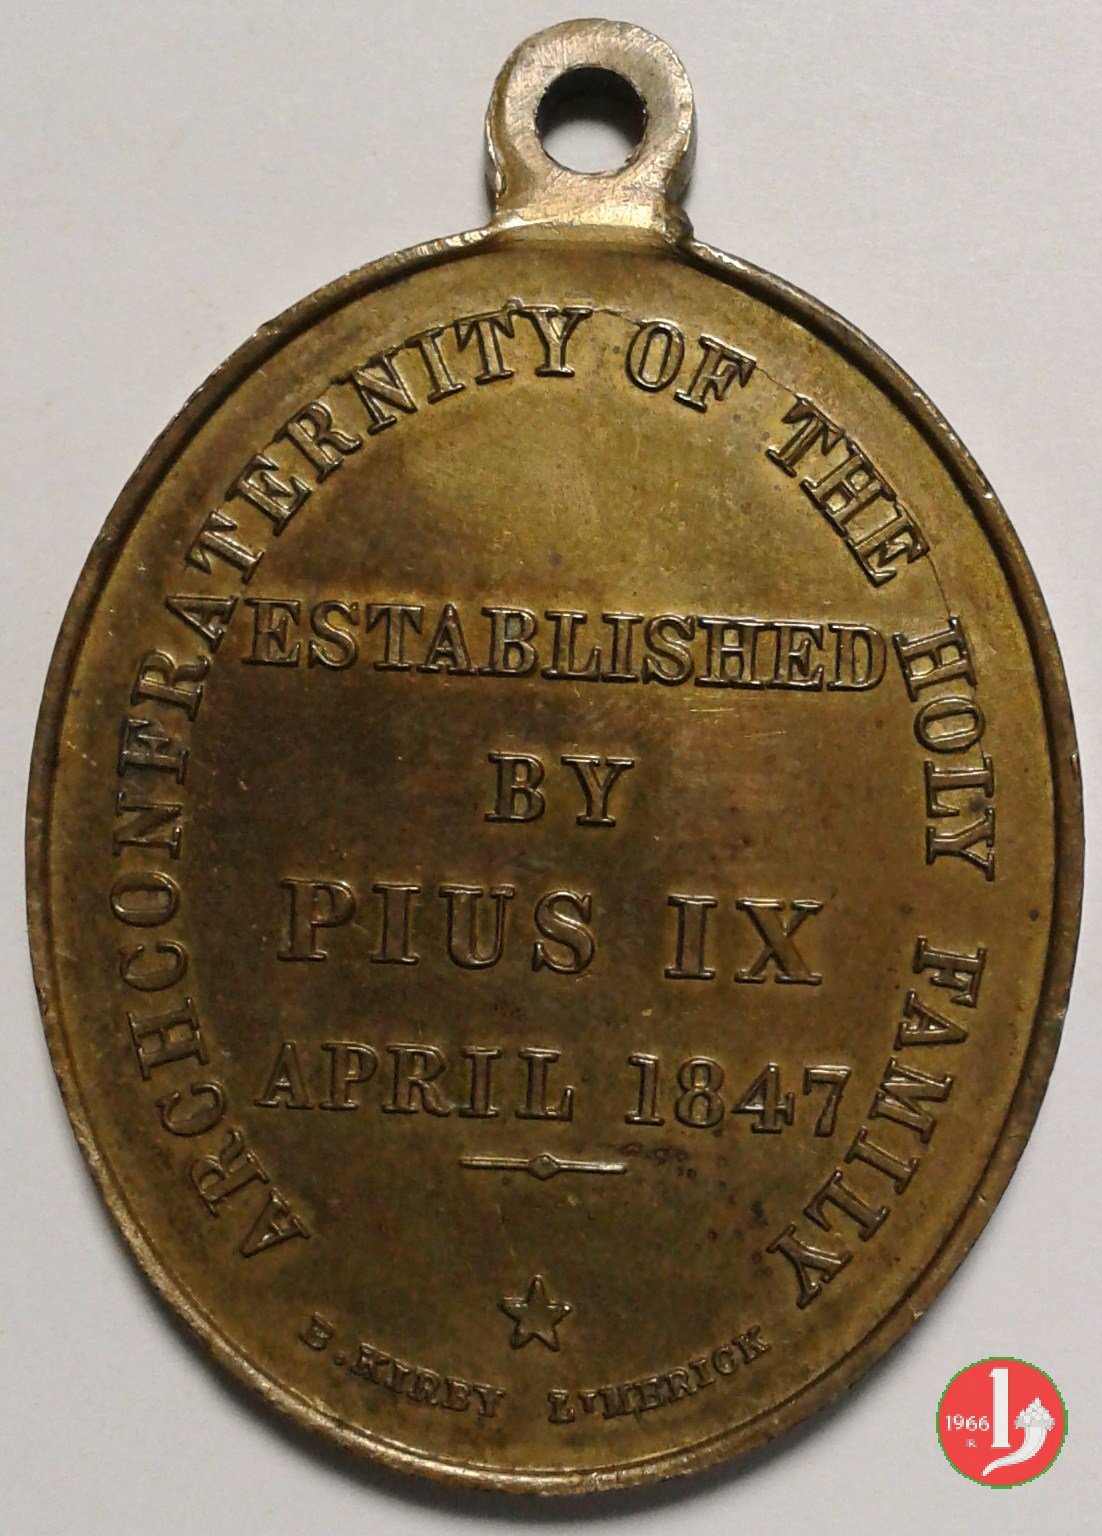 ARCHCONFRATERNITY OF THE HOLY FAMILY
ESTABLISHED
BY
PIUS IX
APRIL 1847
B. KIRBY LIMERICK
1966
R.